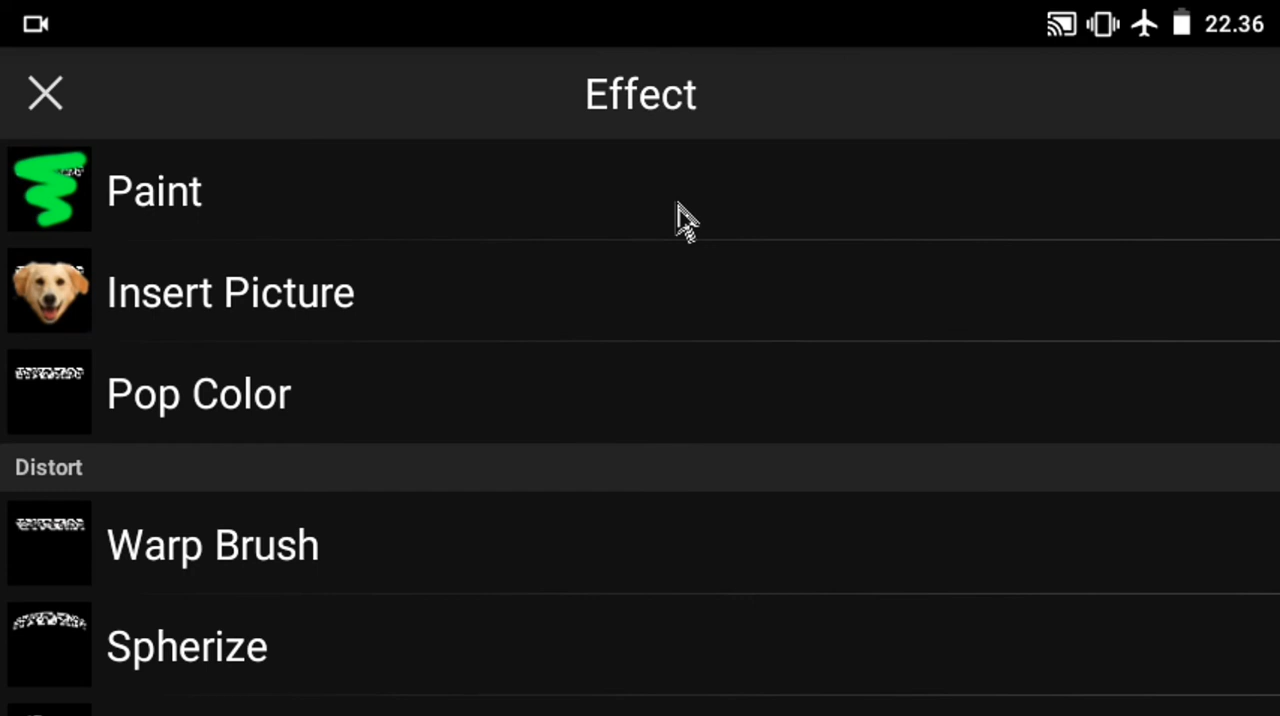 22.36
Effect
Paint
Insert Picture
Pop Color
Distort
Warp Brush
Spherize